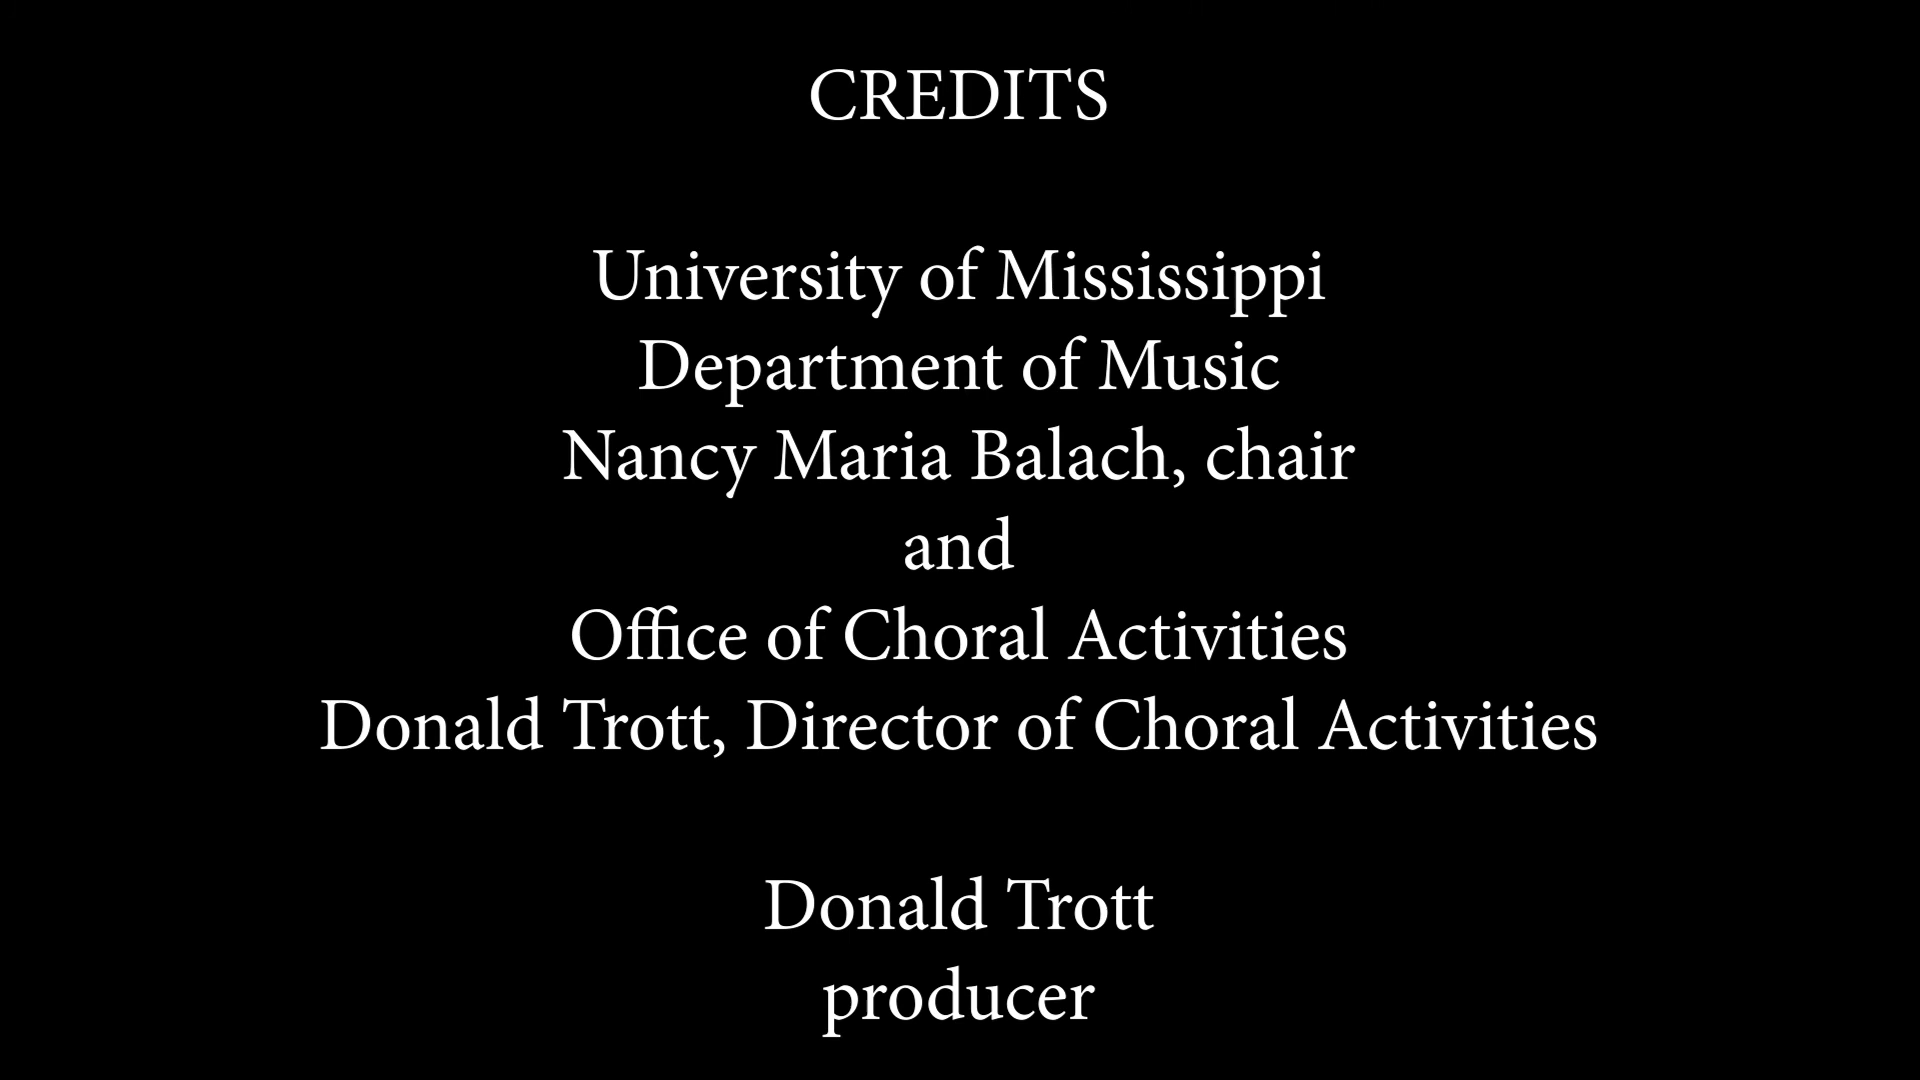 CREDITS
University of Mississippi
Department of Music
Nancy Maria Balach, chair
and
Office of Choral Activities
Donald Trott, Director of Choral Activities
Donald Trott
producer